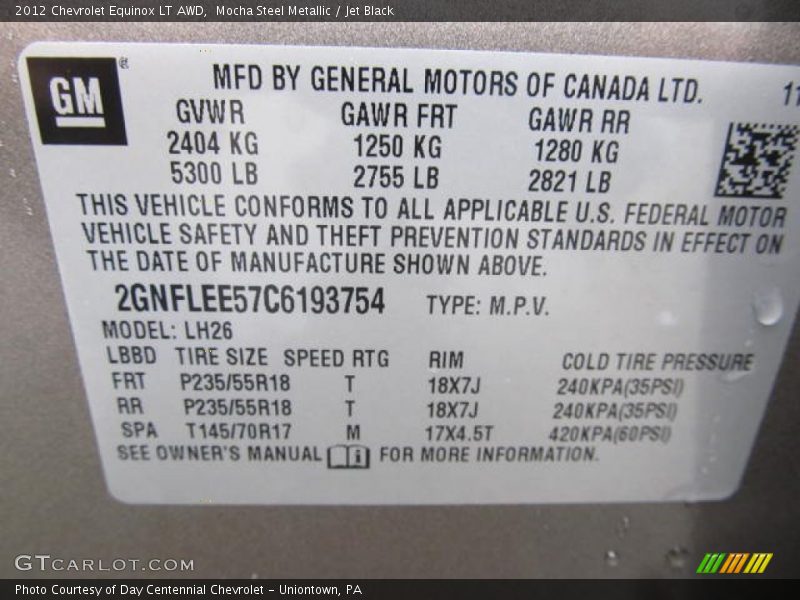 2012 Chevrolet Equinox LT AWD, Mocha Steel Metallic / Jet Black
GM®
MFD BY GENERAL MOTORS OF CANADA LTD. 11
GVWR GAWR FRT GAWR RR
2404 KG 1250 KG 1280 KG
5300 LB 2755 LB 2821 LB
THIS VEHICLE CONFORMS TO ALL APPLICABLE U.S. FEDERAL MOTOR
VEHICLE SAFETY AND THEFT PREVENTION STANDARDS IN EFFECT ON
THE DATE OF MANUFACTURE SHOWN ABOVE.
2GNFLEE57C6193754 TYPE: M.P.V.
MODEL: LH26
LBBD TIRE SIZE SPEED RTG RIM COLD TIRE PRESSURE
FRT P235/55R18 T 18X7J 240KPA(35PSI)
RR P235/55R18 T 18X7J 240KPA(35PSI)
SPA T145/70R17 M 17X4.5T 420KPA(60PSI)
SEE OWNER'S MANUAL i FOR MORE INFORMATION.
GTCARLOT.COM
Photo Courtesy of Day Centennial Chevrolet - Uniontown, PA